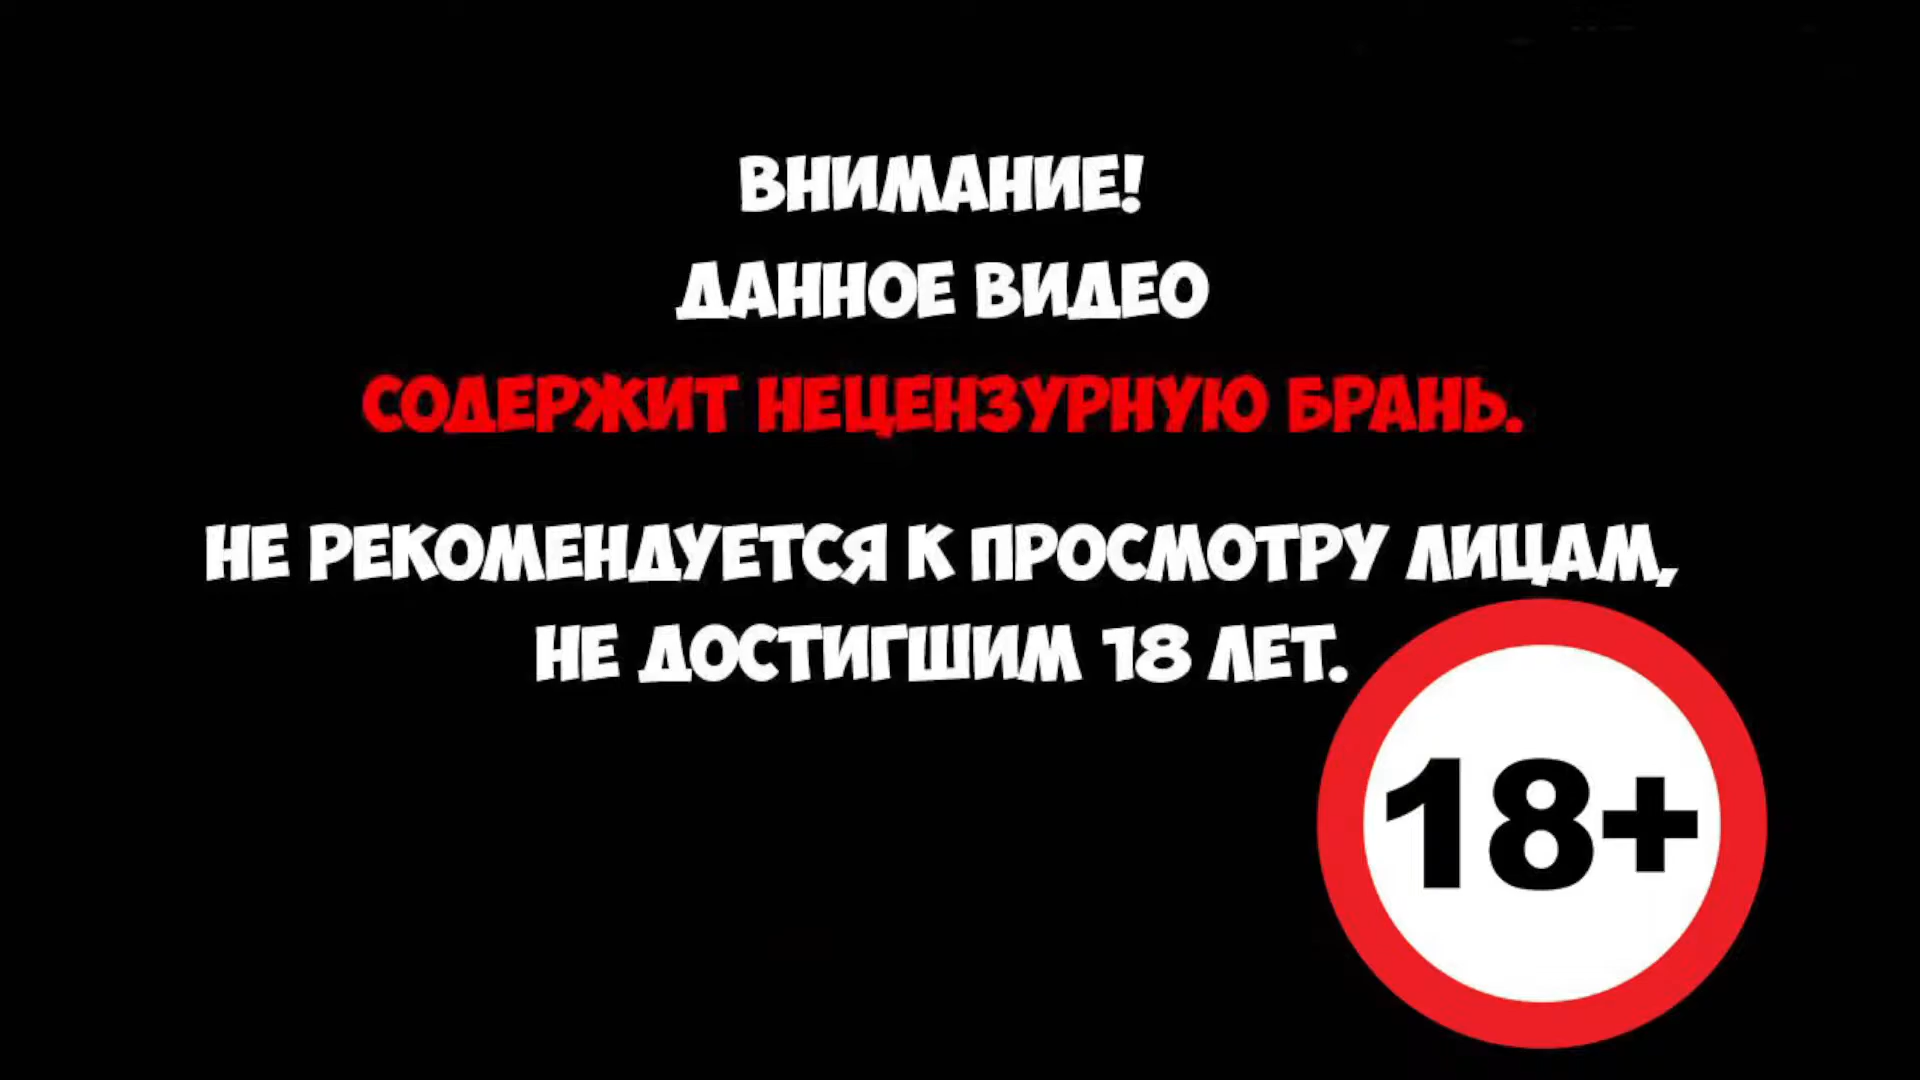 ВНИМАНИЕ!
ДАННОЕ ВИДЕО
СОДЕРЖИТ НЕЦЕНЗУРНУЮ БРАНЬ.
НЕ РЕКОМЕНДУЕТСЯ К ПРОСМОТРУ ЛИЦАМ,
НЕ ДОСТИГШИМ 18 ЛЕТ.
18+